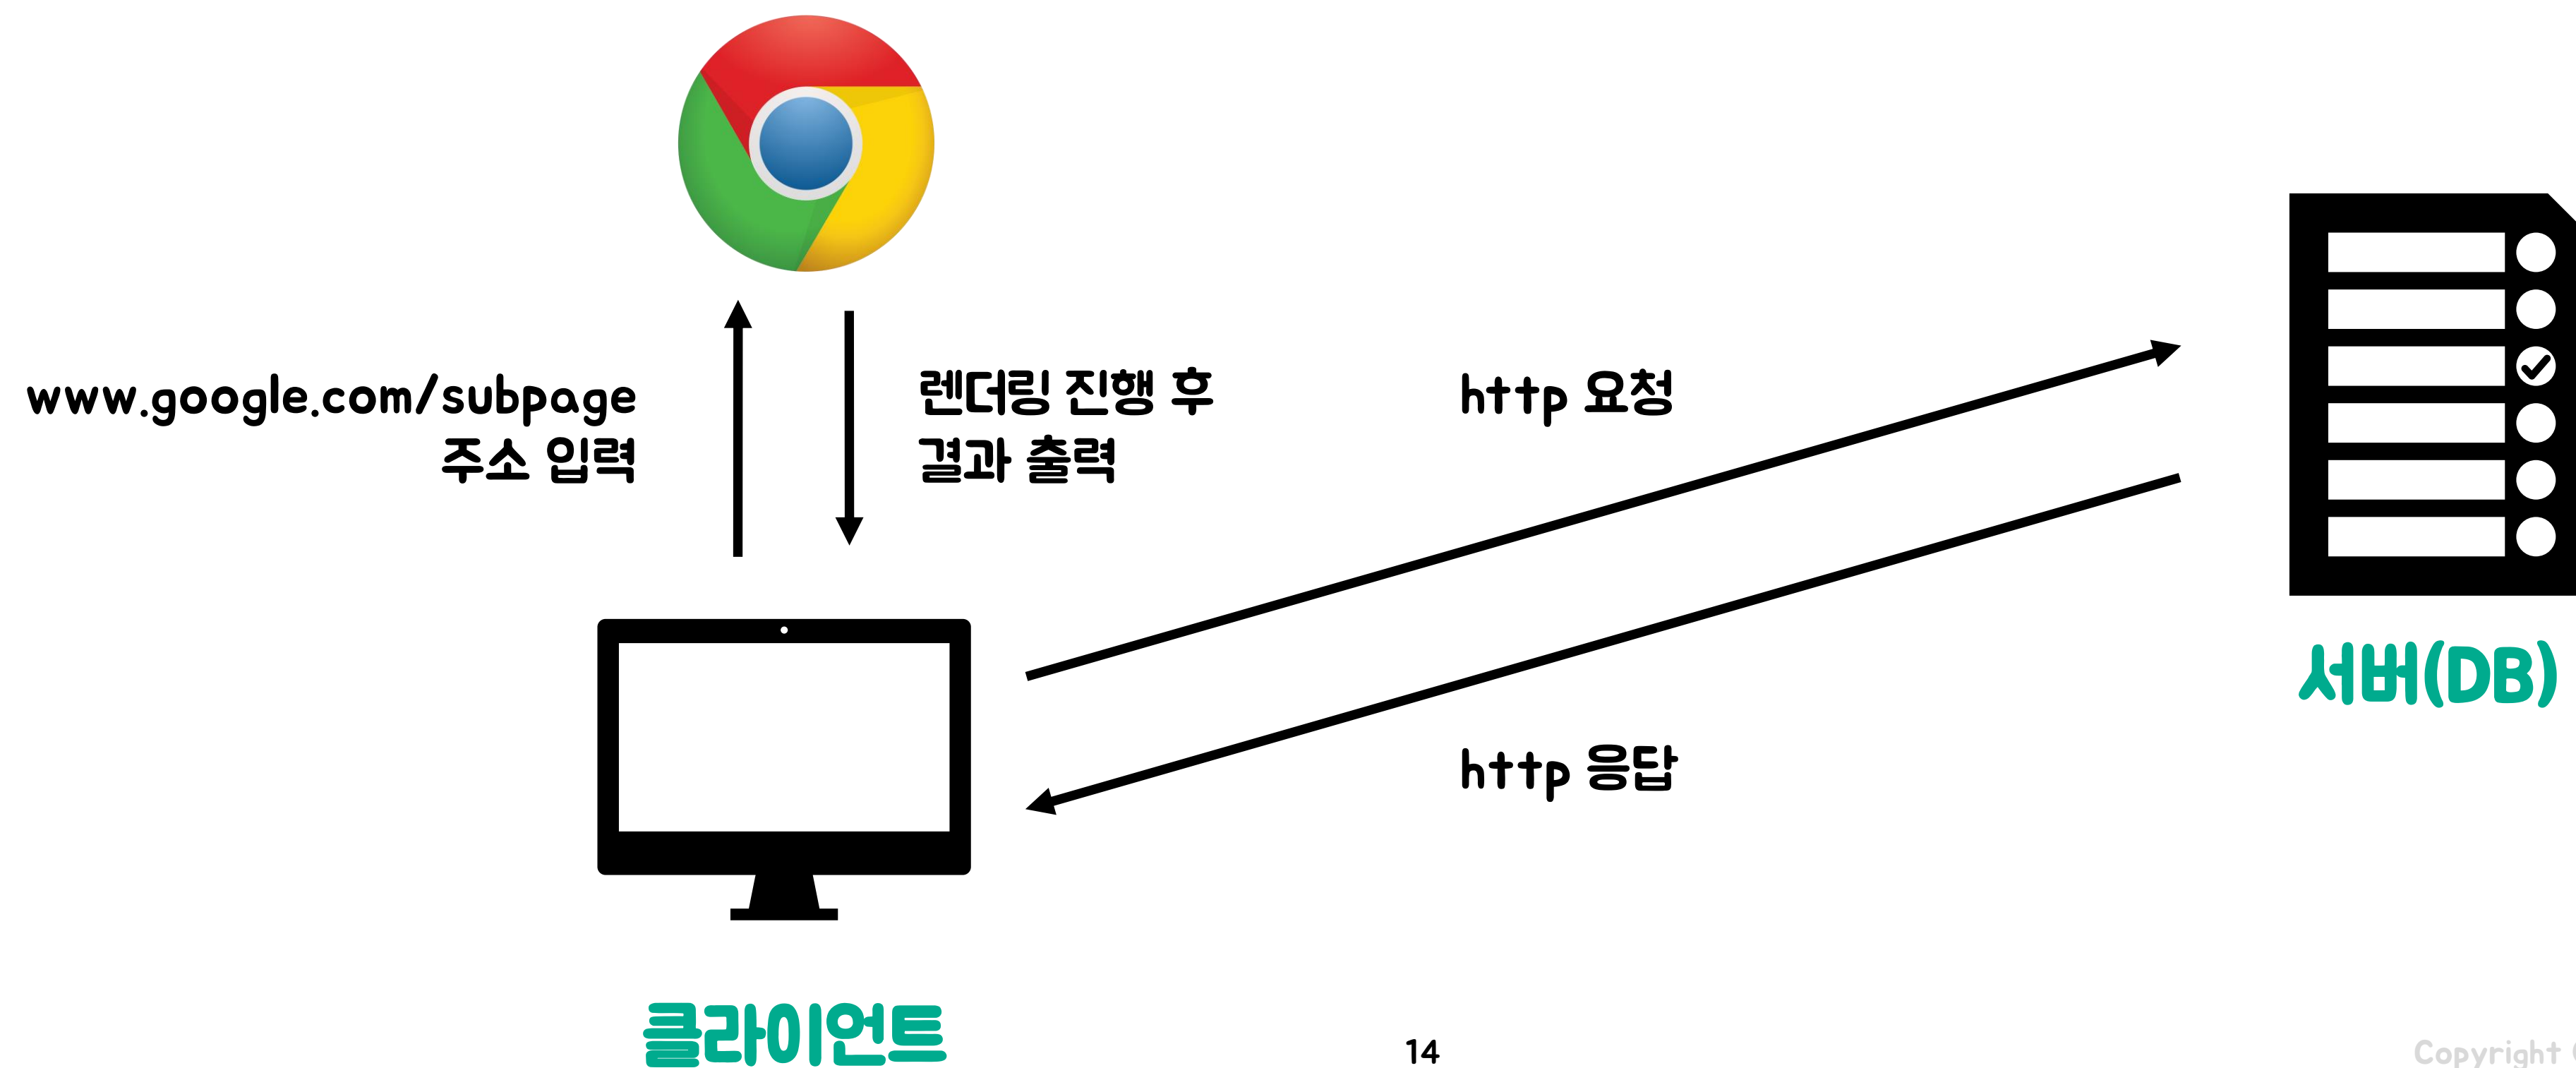 www.google.com/subpage
주소 입력
렌더링 진행 후
결과 출력
http 요청
서버(DB)
http 응답
클라이언트
14
Copyright